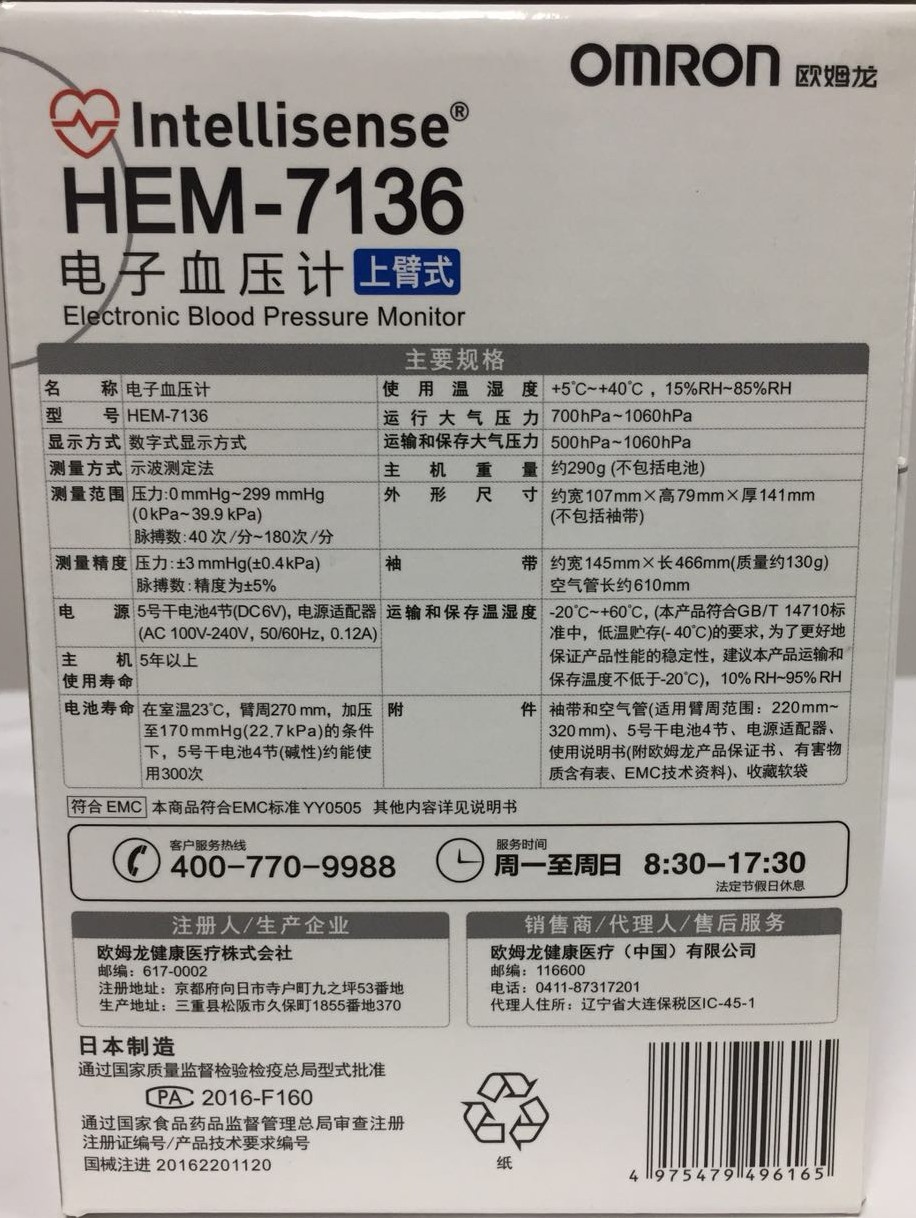 OMRON 欧姆龙
Intellisense®
HEM-7136
电子血压计 上臂式
Electronic Blood Pressure Monitor
主要规格
名称 电子血压计
型号 HEM-7136
显示方式 数字式显示方式
测量方式 示波测定法
测量范围 压力:0mmHg~299 mmHg
(0kPa~39.9 kPa)
脉搏数:40 次/分~180次/分
测量精度 压力:±3 mmHg(±0.4kPa)
脉搏数:精度为±5%
电源 5号干电池4节(DC6V), 电源适配器
(AC 100V-240V, 50/60Hz, 0.12A)
主机 5年以上
使用寿命
电池寿命 在室温23℃, 臂周270 mm, 加压
至170mmHg(22.7kPa)的条件
下, 5号干电池4节(碱性)约能使
用300次
使用温湿度 +5℃~+40℃ , 15%RH~85%RH
运行大气压力 700hPa~1060hPa
运输和保存大气压力 500hPa~1060hPa
主机重量 约290g (不包括电池)
外形尺寸 约宽107mm×高79mm×厚141mm
(不包括袖带)
袖带 约宽145mm×长466mm(质量约130g)
空气管长约610mm
运输和保存温湿度 -20℃~+60℃, (本产品符合GB/T 14710标
准中, 低温贮存(- 40℃)的要求, 为了更好地
保证产品性能的稳定性, 建议本产品运输和
保存温度不低于-20℃), 10%RH~95%RH
附件 袖带和空气管(适用臂周范围: 220mm~
320mm)、5号干电池4节、电源适配器、
使用说明书(附欧姆龙产品保证书、有害物
质含有表、EMC技术资料)、收藏软袋
符合EMC 本商品符合EMC标准 YY0505 其他内容详见说明书
客户服务热线
400-770-9988
服务时间
周一至周日 8:30-17:30
法定节假日休息
注册人/生产企业
欧姆龙健康医疗株式会社
邮编: 617-0002
注册地址: 京都府向日市寺户町九之坪53番地
生产地址: 三重县松阪市久保町1855番地370
销售商/代理人/售后服务
欧姆龙健康医疗(中国)有限公司
邮编: 116600
电话: 0411-87317201
代理人住所: 辽宁省大连保税区IC-45-1
日本制造
通过国家质量监督检验检疫总局型式批准
PA 2016-F160
通过国家食品药品监督管理总局审查注册
注册证编号/产品技术要求编号
国械注进 20162201120
纸
4 975479 496165